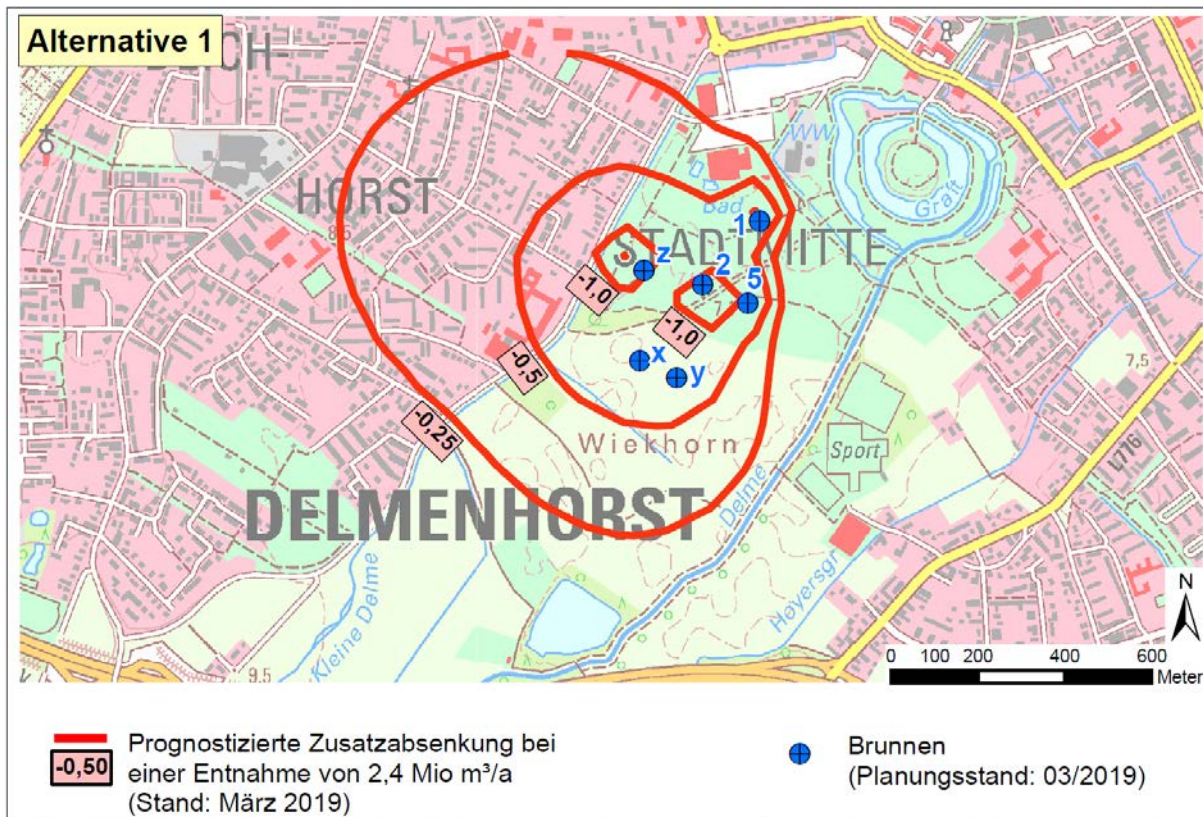 Alternative 1
HORST
Bad
Graft
STADTMITTE
1
z
2
5
-1,0
-1,0
x
y
-0,5
-0,25
7,5
Wiekhorn
Sport
DELMENHORST
Delme
Kleine Delme
Hoyersgr
9.5
N
0 100 200 400 600
Meter
-0,50
Prognostizierte Zusatzabsenkung bei
einer Entnahme von 2,4 Mio m³/a
(Stand: März 2019)
Brunnen
(Planungsstand: 03/2019)